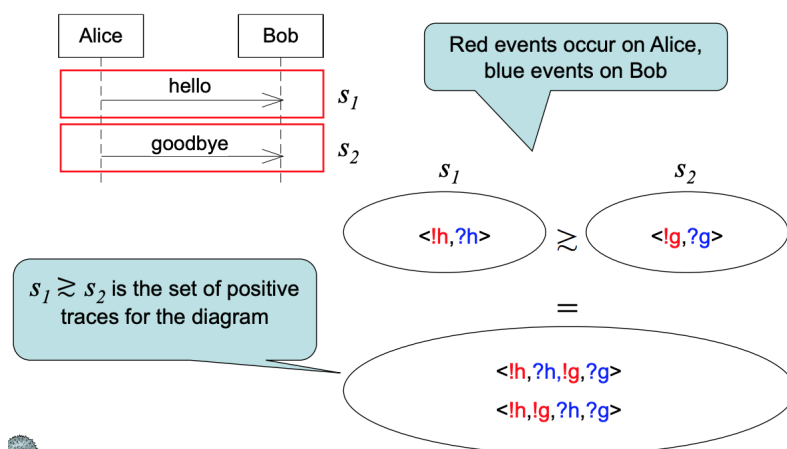 Alice
Bob
hello
s₁
goodbye
s₂
Red events occur on Alice,
blue events on Bob
s₁
s₂
<!h,?h> ≳ <!g,?g>
s₁ ≳ s₂ is the set of positive
traces for the diagram
=
<!h,?h,!g,?g>
<!h,!g,?h,?g>